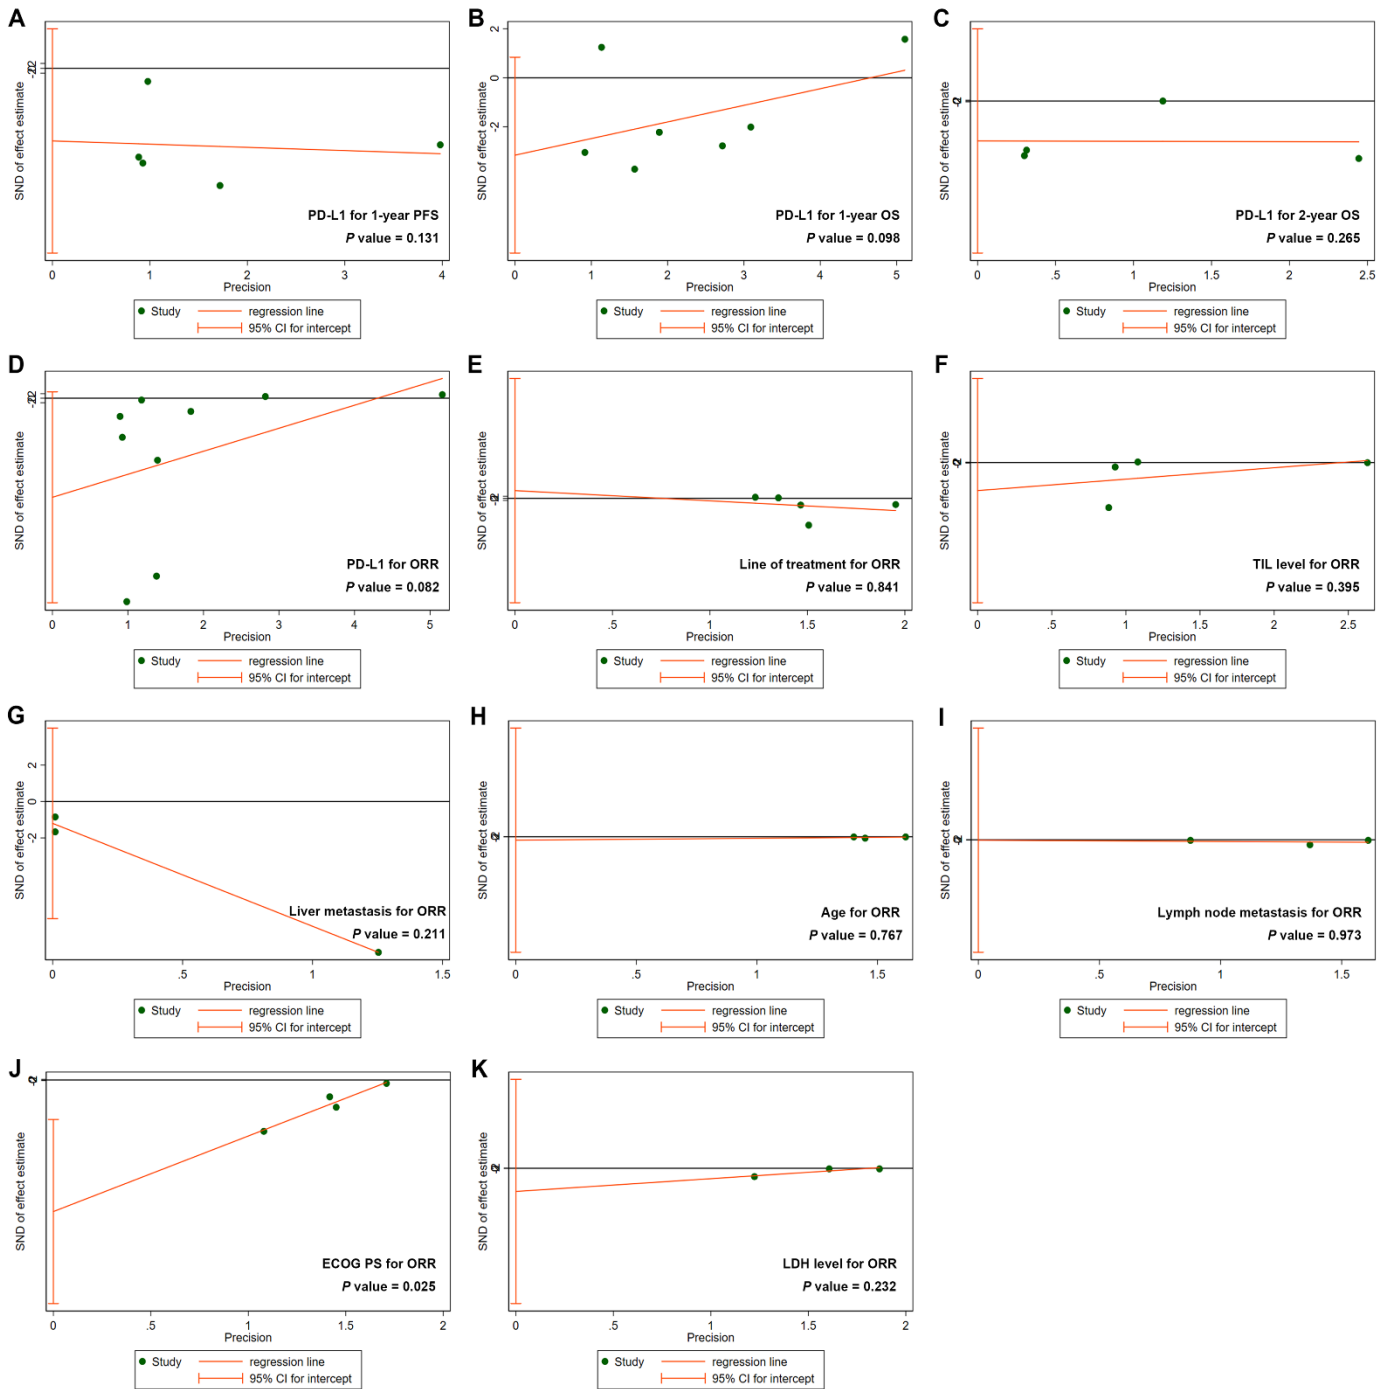 A
-2 0 2
SND of effect estimate
PD-L1 for 1-year PFS
P value = 0.131
0 1 2 3 4
Precision
Study regression line
95% CI for intercept
B
2
0
-2
SND of effect estimate
PD-L1 for 1-year OS
P value = 0.098
0 1 2 3 4 5
Precision
Study regression line
95% CI for intercept
C
SND of effect estimate
PD-L1 for 2-year OS
P value = 0.265
0 .5 1 1.5 2 2.5
Precision
Study regression line
95% CI for intercept
D
-2 0 2
SND of effect estimate
PD-L1 for ORR
P value = 0.082
0 1 2 3 4 5
Precision
Study regression line
95% CI for intercept
E
SND of effect estimate
Line of treatment for ORR
P value = 0.841
0 .5 1 1.5 2
Precision
Study regression line
95% CI for intercept
F
SND of effect estimate
TIL level for ORR
P value = 0.395
0 .5 1 1.5 2 2.5
Precision
Study regression line
95% CI for intercept
G
2
0
-2
SND of effect estimate
Liver metastasis for ORR
P value = 0.211
0 .5 1 1.5
Precision
Study regression line
95% CI for intercept
H
SND of effect estimate
Age for ORR
P value = 0.767
0 .5 1 1.5
Precision
Study regression line
95% CI for intercept
I
SND of effect estimate
Lymph node metastasis for ORR
P value = 0.973
0 .5 1 1.5
Precision
Study regression line
95% CI for intercept
J
SND of effect estimate
ECOG PS for ORR
P value = 0.025
0 .5 1 1.5 2
Precision
Study regression line
95% CI for intercept
K
SND of effect estimate
LDH level for ORR
P value = 0.232
0 .5 1 1.5 2
Precision
Study regression line
95% CI for intercept